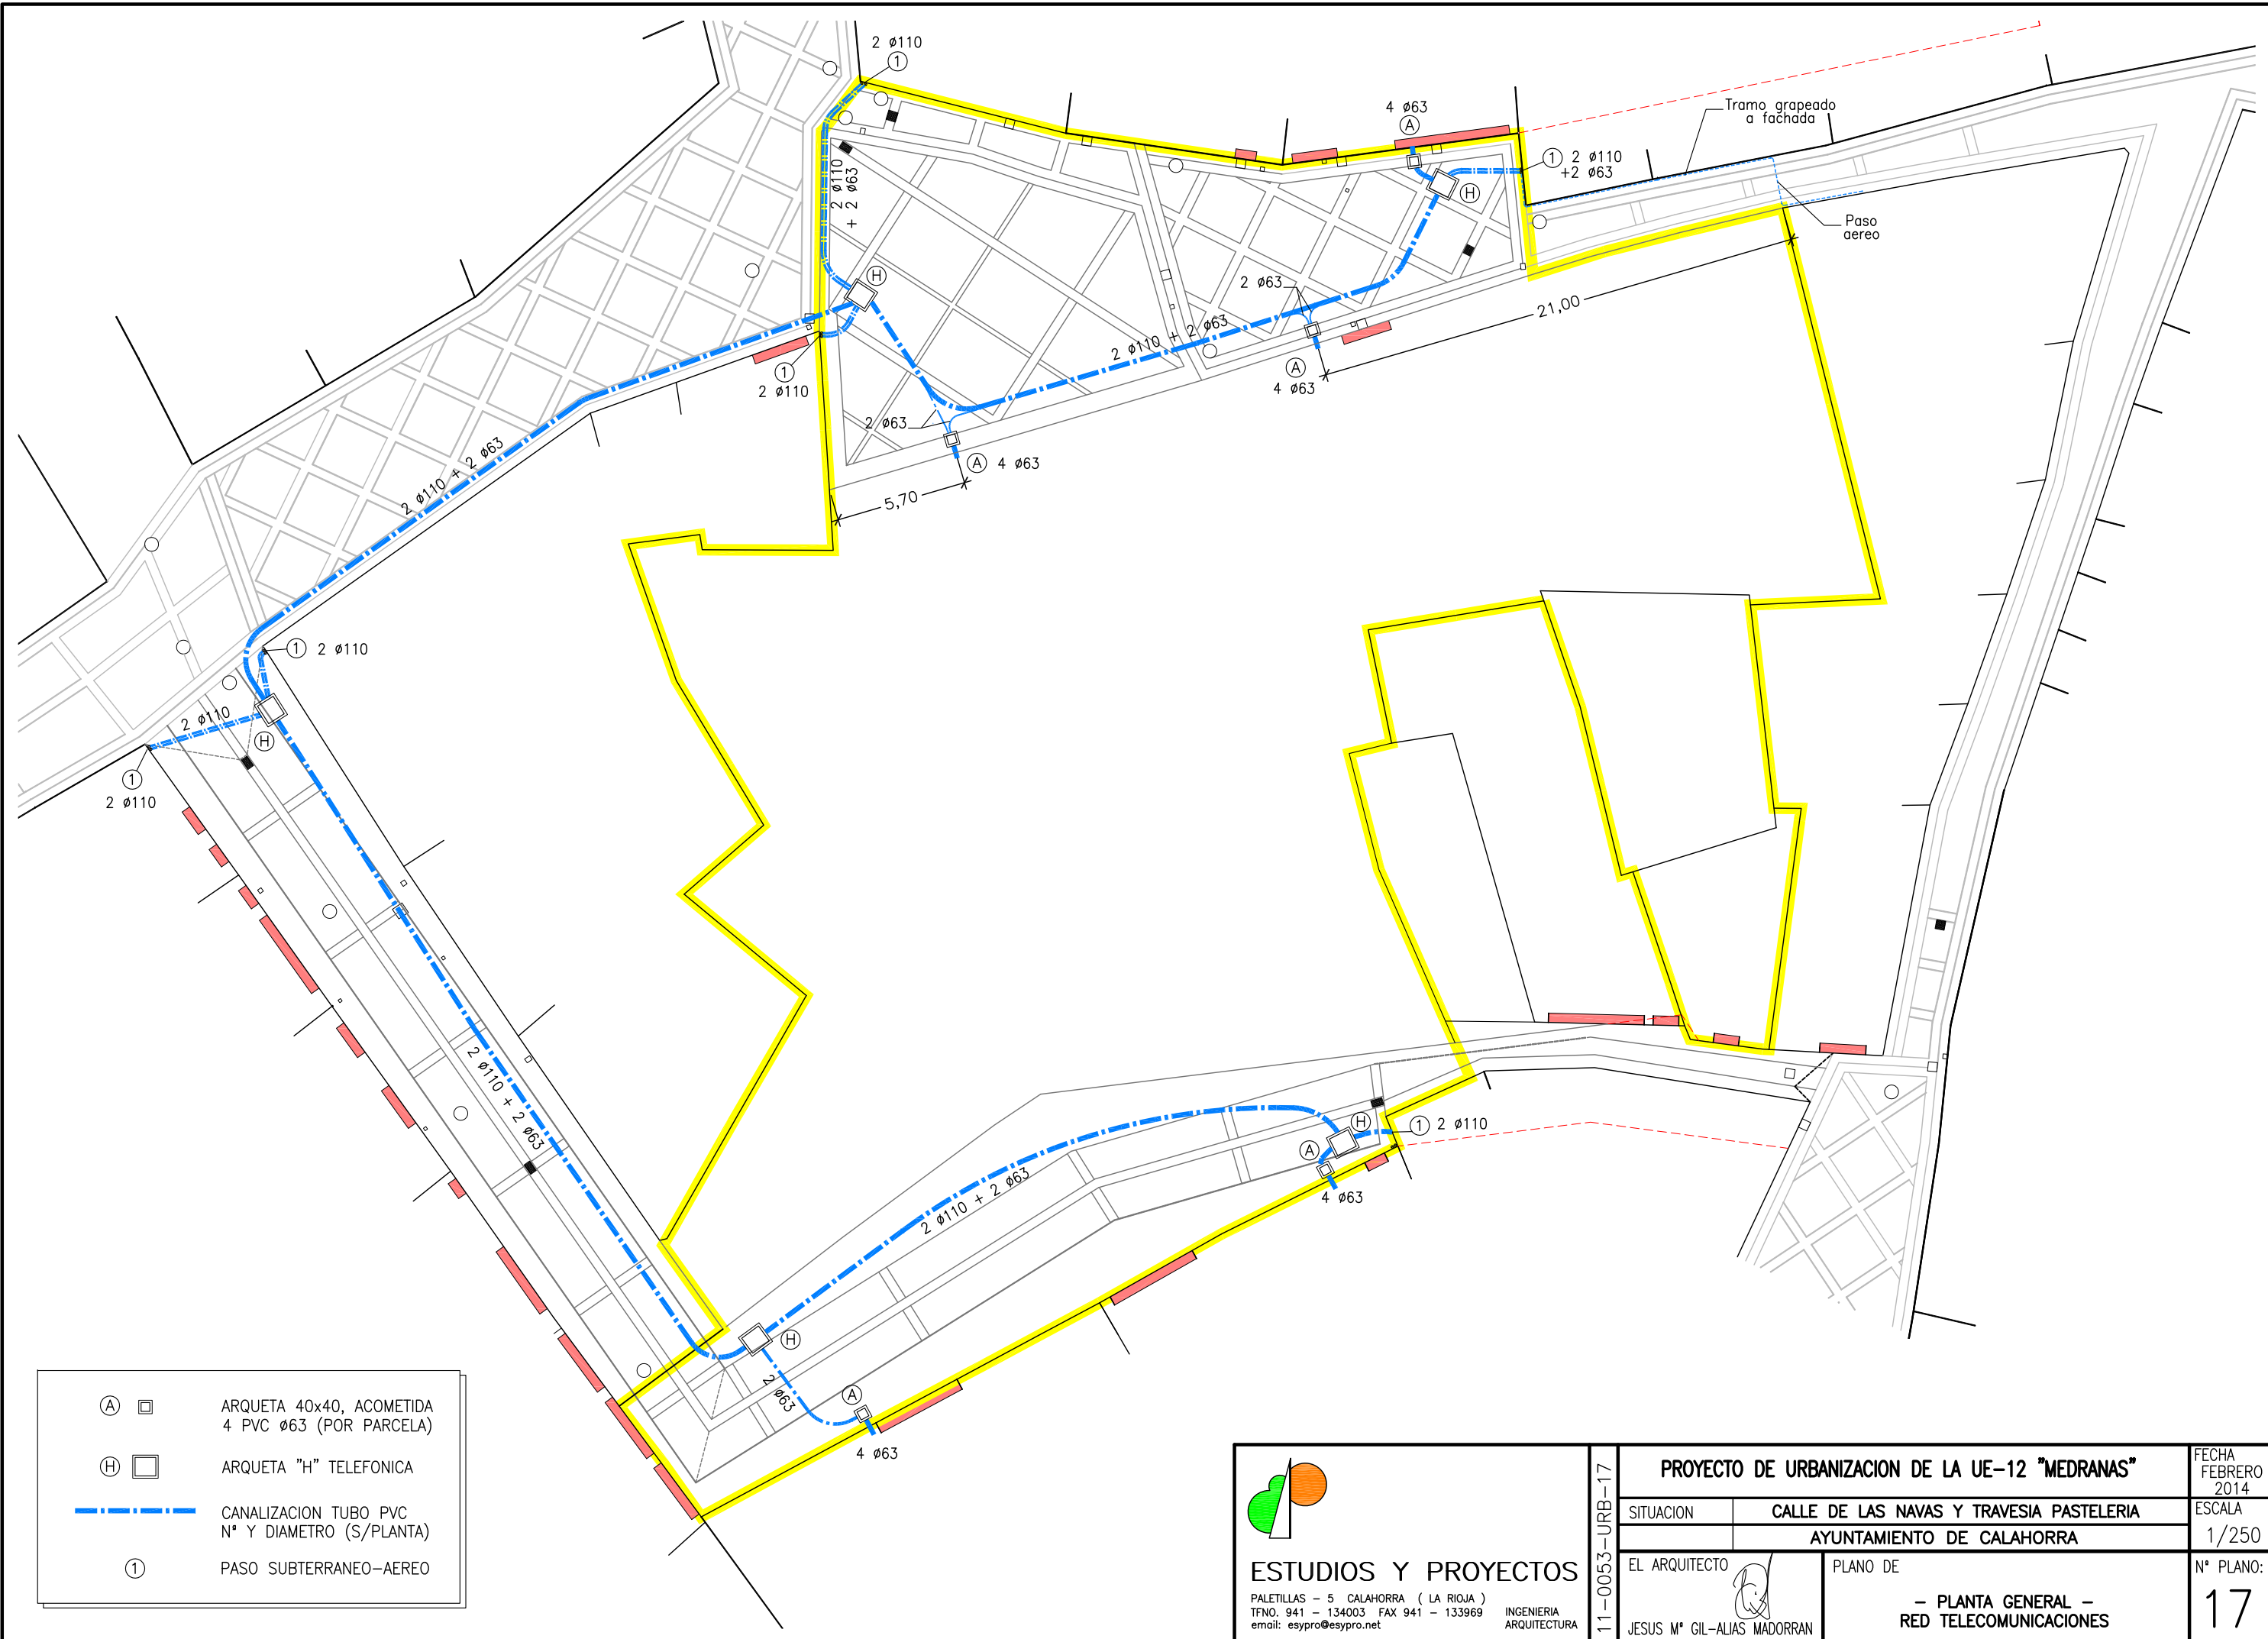 2 ø110
1
4 ø63
A
Tramo grapeado
a fachada
1 2 ø110
+2 ø63
H
Paso
aereo
2 ø110
+ 2 ø63
H
2 ø63
21,00
2 ø110 + 2 ø63
A
4 ø63
1
2 ø110
2 ø63
A 4 ø63
5,70
2 ø110 + 2 ø63
1 2 ø110
2 ø110
H
1
2 ø110
2 ø110 + 2 ø63
H
1 2 ø110
A
4 ø63
2 ø110 + 2 ø63
H
2 ø63
A
4 ø63
A ARQUETA 40x40, ACOMETIDA
4 PVC ø63 (POR PARCELA)
H ARQUETA "H" TELEFONICA
CANALIZACION TUBO PVC
Nº Y DIAMETRO (S/PLANTA)
1 PASO SUBTERRANEO-AEREO
ESTUDIOS Y PROYECTOS
PALETILLAS - 5 CALAHORRA ( LA RIOJA )
TFNO. 941 - 134003 FAX 941 - 133969
email: esypro@esypro.net
INGENIERIA
ARQUITECTURA
11-0053-URB-17
PROYECTO DE URBANIZACION DE LA UE-12 "MEDRANAS"
FECHA
FEBRERO
2014
SITUACION
CALLE DE LAS NAVAS Y TRAVESIA PASTELERIA
AYUNTAMIENTO DE CALAHORRA
ESCALA
1/250
EL ARQUITECTO
JESUS Mª GIL-ALIAS MADORRAN
PLANO DE
- PLANTA GENERAL -
RED TELECOMUNICACIONES
Nº PLANO:
17